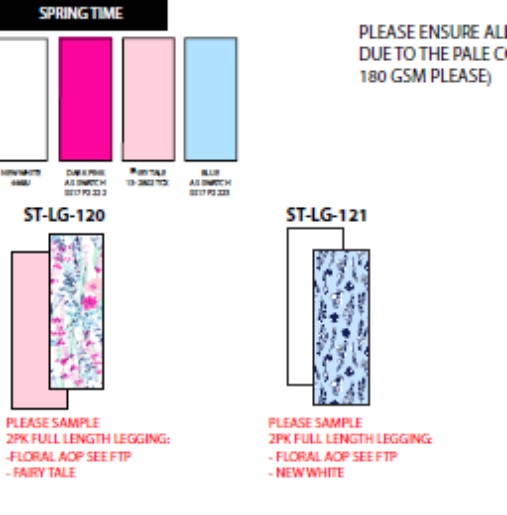 SPRING TIME
PLEASE ENSURE ALL
DUE TO THE PALE CO
180 GSM PLEASE)
NEW WHITE
DARK PINK
AS SWATCH
FAIRY TALE
BLUE
AS SWATCH
ST-LG-120
ST-LG-121
PLEASE SAMPLE
2PK FULL LENGTH LEGGING:
-FLORAL AOP SEE FTP
- FAIRY TALE
PLEASE SAMPLE
2PK FULL LENGTH LEGGING:
- FLORAL AOP SEE FTP
- NEW WHITE